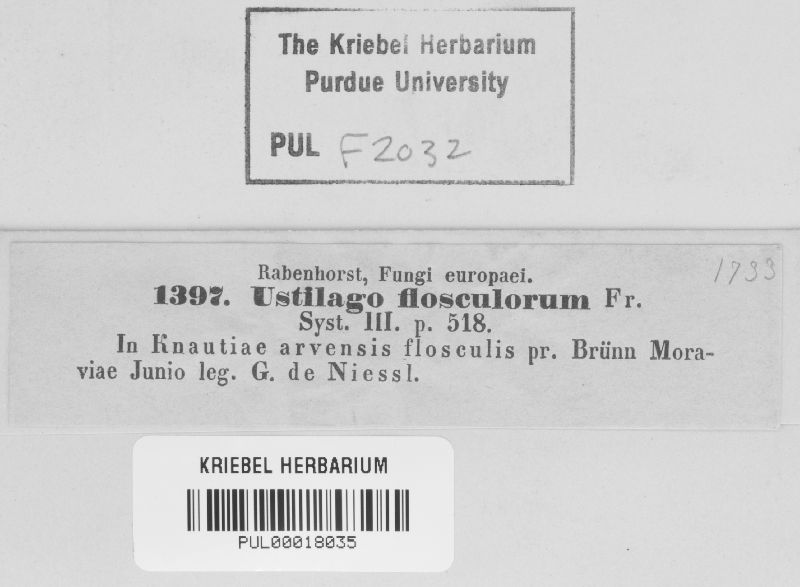 The Kriebel Herbarium
Purdue University
PUL F2032
1733
Rabenhorst, Fungi europaei.
1397. Ustilago flosculorum Fr.
Syst. III. p. 518.
In Knautiae arvensis flosculis pr. Brünn Mora-
viae Junio leg. G. de Niessl.
KRIEBEL HERBARIUM
PUL00018035